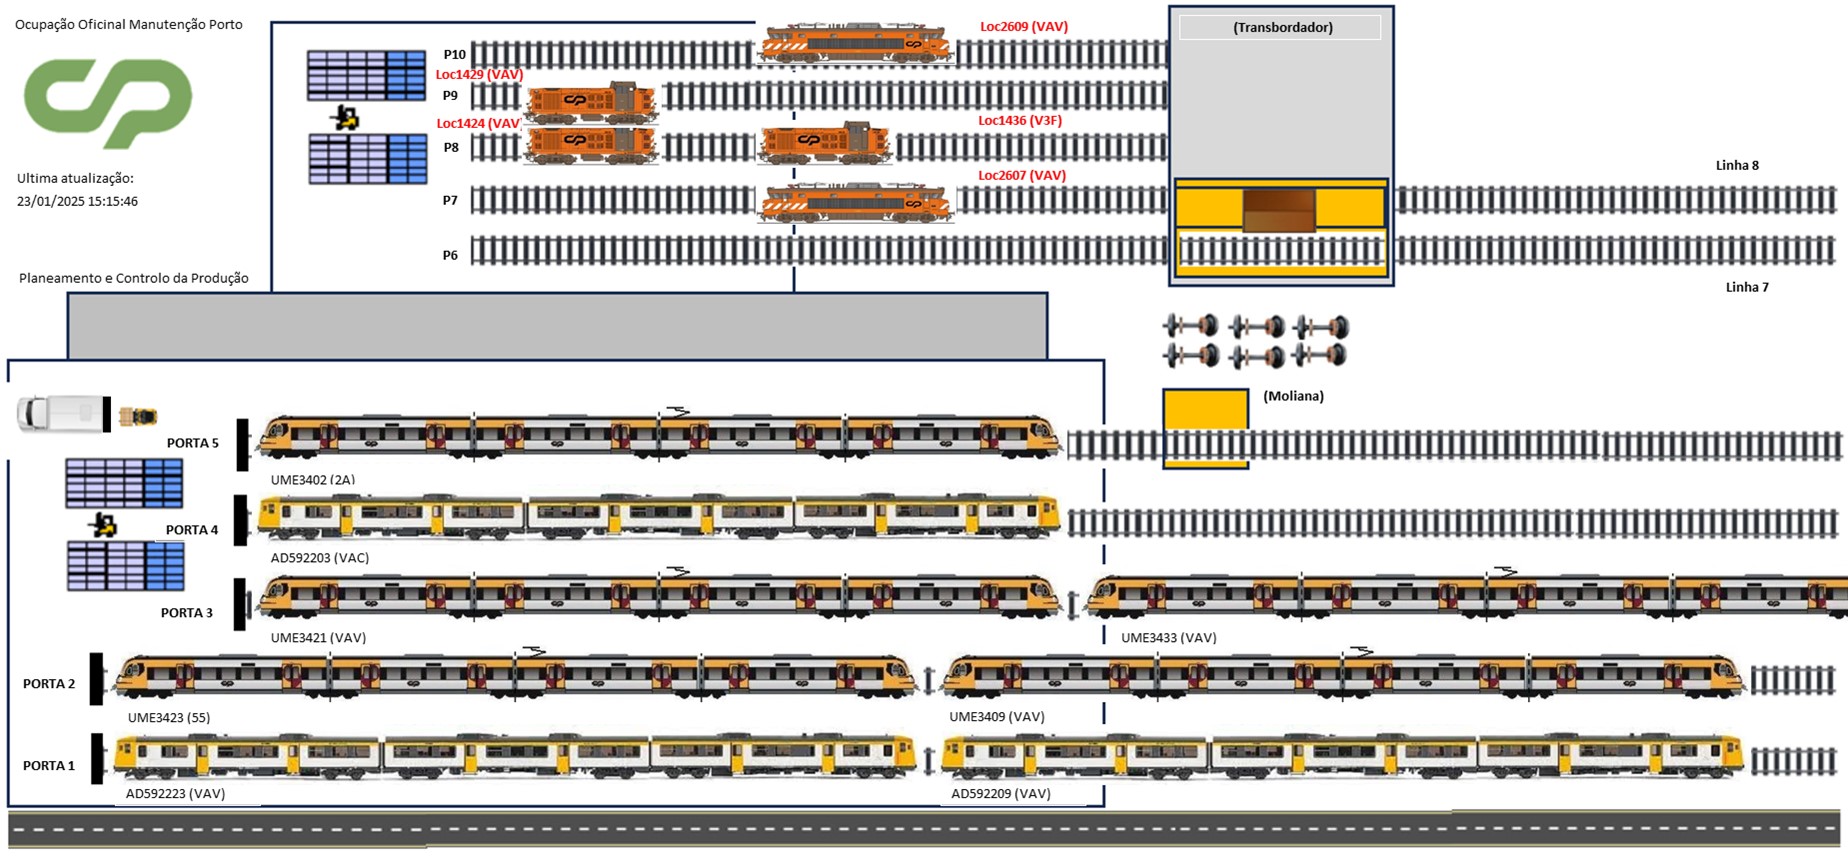 Ocupação Oficinal Manutenção Porto
CP
Ultima atualização:
23/01/2025 15:15:46
Planeamento e Controlo da Produção
P10
Loc2609 (VAV)
(Transbordador)
Loc1429 (VAV)
P9
Loc1424 (VAV)
Loc1436 (V3F)
P8
Loc2607 (VAV)
P7
Linha 8
P6
Linha 7
(Moliana)
PORTA 5
UME3402 (2A)
PORTA 4
AD592203 (VAC)
PORTA 3
UME3421 (VAV)
UME3433 (VAV)
PORTA 2
UME3423 (55)
UME3409 (VAV)
PORTA 1
AD592223 (VAV)
AD592209 (VAV)